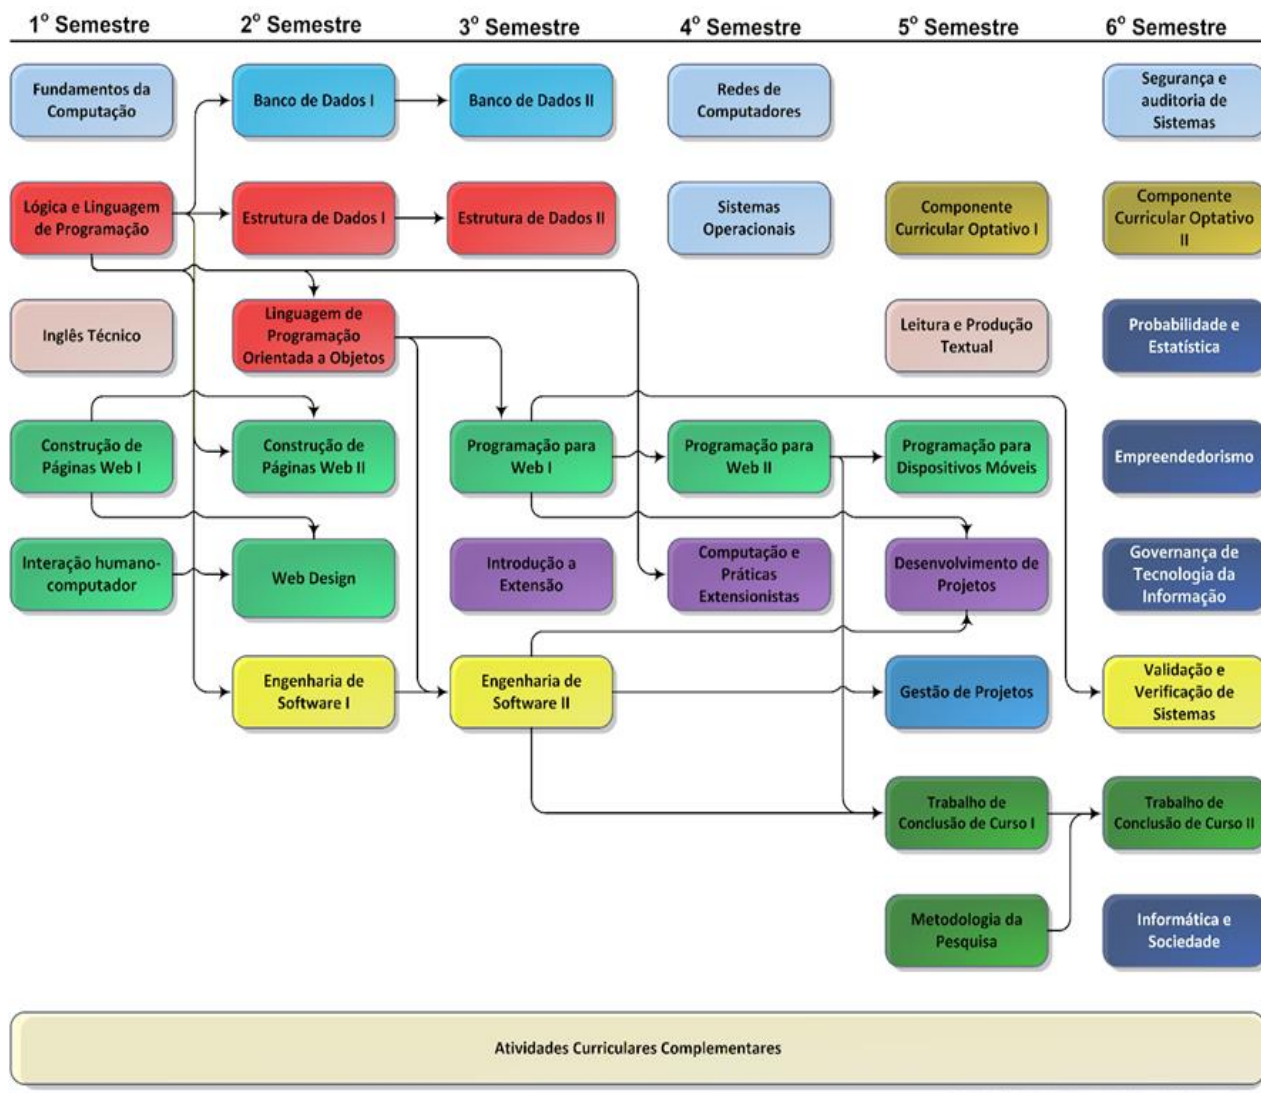 1º Semestre
2º Semestre
3º Semestre
4º Semestre
5º Semestre
6º Semestre
Fundamentos da
Computação
Banco de Dados I
Banco de Dados II
Redes de
Computadores
Segurança e
auditoria de
Sistemas
Lógica e Linguagem
de Programação
Estrutura de Dados I
Estrutura de Dados II
Sistemas
Operacionais
Componente
Curricular Optativo I
Componente
Curricular Optativo
II
Inglês Técnico
Linguagem de
Programação
Orientada a Objetos
Leitura e Produção
Textual
Probabilidade e
Estatística
Construção de
Páginas Web I
Construção de
Páginas Web II
Programação para
Web I
Programação para
Web II
Programação para
Dispositivos Móveis
Empreendedorismo
Interação humano-
computador
Web Design
Introdução a
Extensão
Computação e
Práticas
Extensionistas
Desenvolvimento de
Projetos
Governança de
Tecnologia da
Informação
Engenharia de
Software I
Engenharia de
Software II
Gestão de Projetos
Validação e
Verificação de
Sistemas
Trabalho de
Conclusão de Curso I
Trabalho de
Conclusão de Curso II
Metodologia da
Pesquisa
Informática e
Sociedade
Atividades Curriculares Complementares